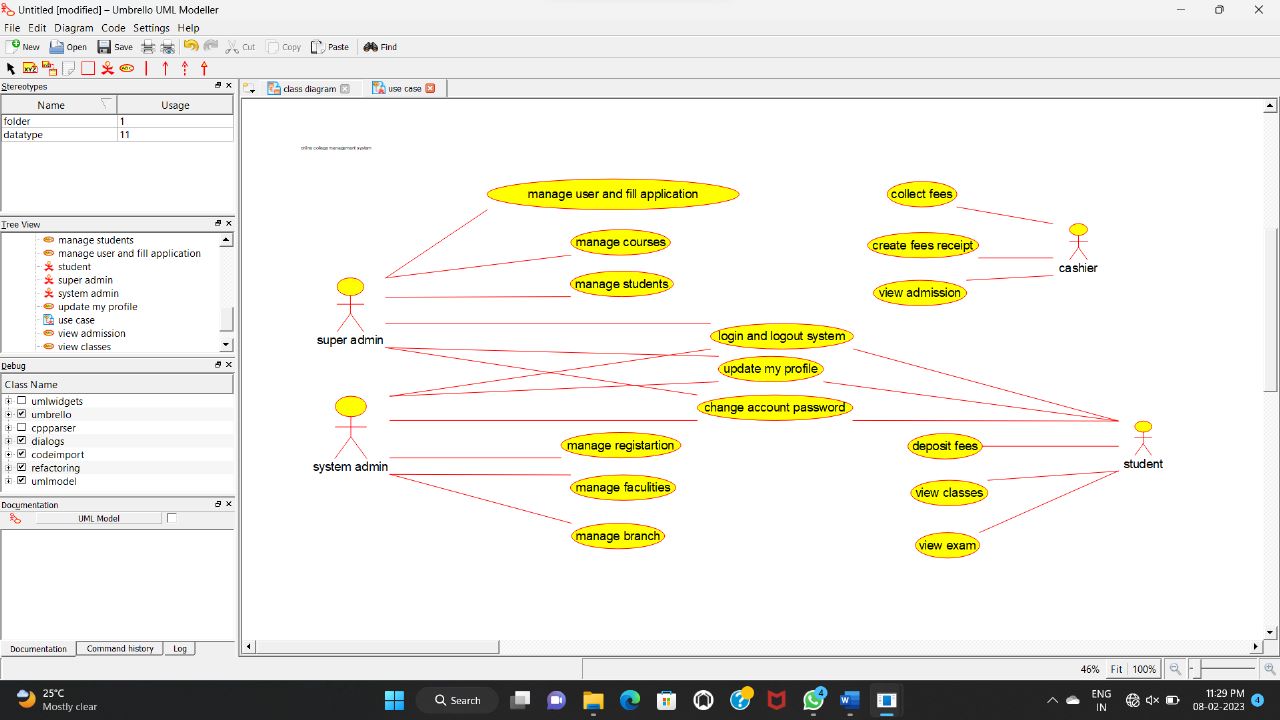 Untitled [modified] – Umbrello UML Modeller
File Edit Diagram Code Settings Help
New Open Save Cut Copy Paste Find
Stereotypes
Name Usage
folder 1
datatype 11
Tree View
manage students
manage user and fill application
student
super admin
system admin
update my profile
use case
view admission
view classes
Debug
Class Name
umlwidgets
umbrello
cppparser
dialogs
codeimport
refactoring
umlmodel
Documentation
UML Model
Documentation Command history Log
class diagram use case
online college management system
manage user and fill application
manage courses
manage students
super admin
login and logout system
update my profile
change account password
system admin
manage registartion
manage faculities
manage branch
collect fees
create fees receipt
view admission
cashier
deposit fees
view classes
view exam
student
46% Fit 100%
25°C
Mostly clear
Search
4
ENG
IN
11:29 PM
08-02-2023
4